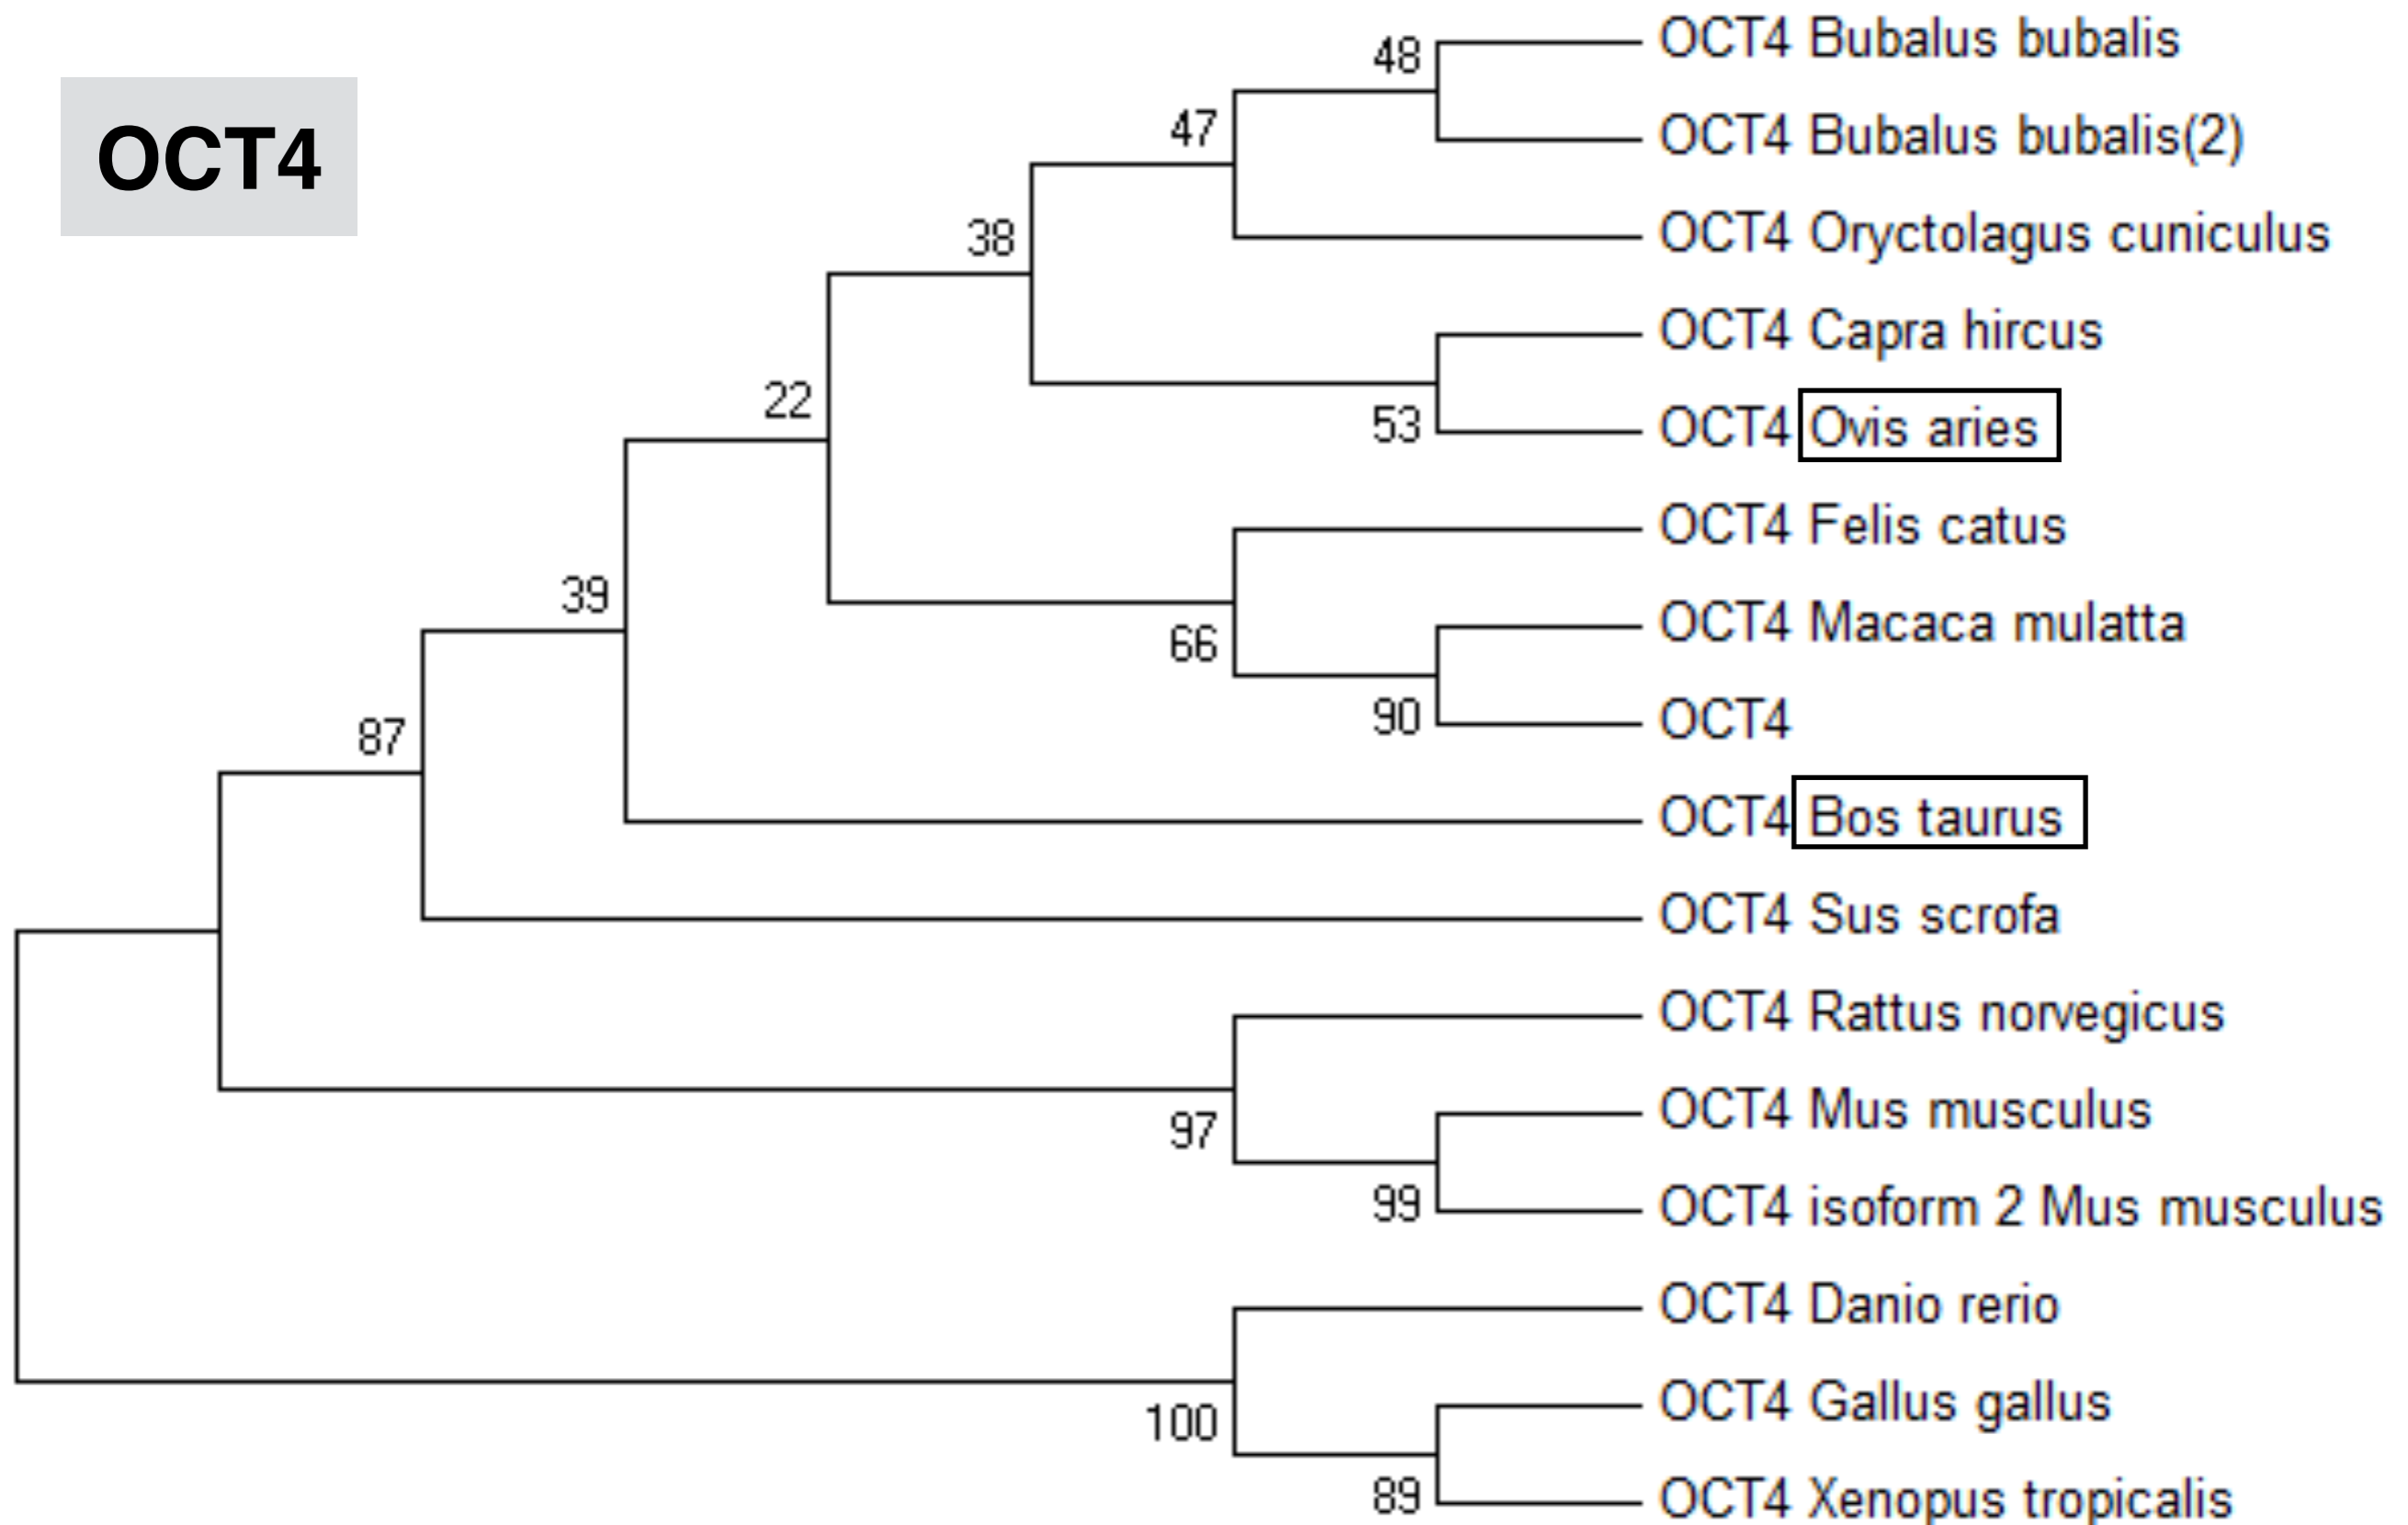 OCT4
48
OCT4 Bubalus bubalis
OCT4 Bubalus bubalis(2)
47
OCT4 Oryctolagus cuniculus
38
OCT4 Capra hircus
22
53
OCT4 Ovis aries
OCT4 Felis catus
39
OCT4 Macaca mulatta
66
90
OCT4
87
OCT4 Bos taurus
OCT4 Sus scrofa
OCT4 Rattus norvegicus
97
OCT4 Mus musculus
99
OCT4 isoform 2 Mus musculus
OCT4 Danio rerio
100
OCT4 Gallus gallus
89
OCT4 Xenopus tropicalis